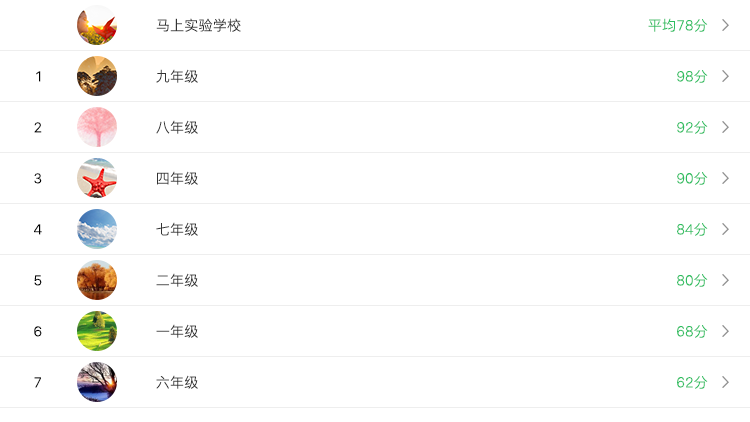 马上实验学校 平均78分
1 九年级 98分
2 八年级 92分
3 四年级 90分
4 七年级 84分
5 二年级 80分
6 一年级 68分
7 六年级 62分